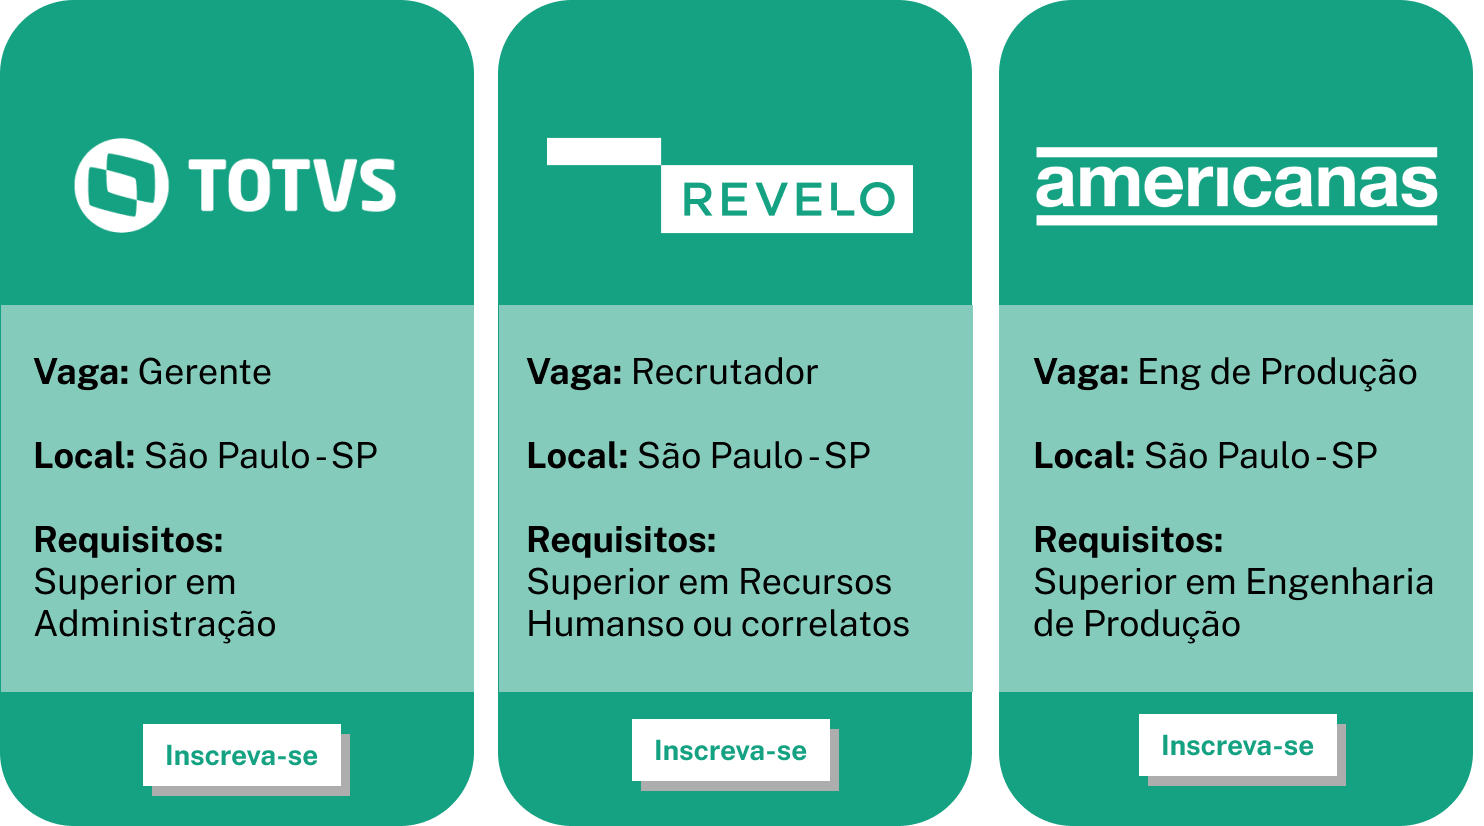 TOTVS
Vaga: Gerente
Local: São Paulo - SP
Requisitos:
Superior em
Administração
Inscreva-se
REVELO
Vaga: Recrutador
Local: São Paulo - SP
Requisitos:
Superior em Recursos
Humanso ou correlatos
Inscreva-se
americanas
Vaga: Eng de Produção
Local: São Paulo - SP
Requisitos:
Superior em Engenharia
de Produção
Inscreva-se